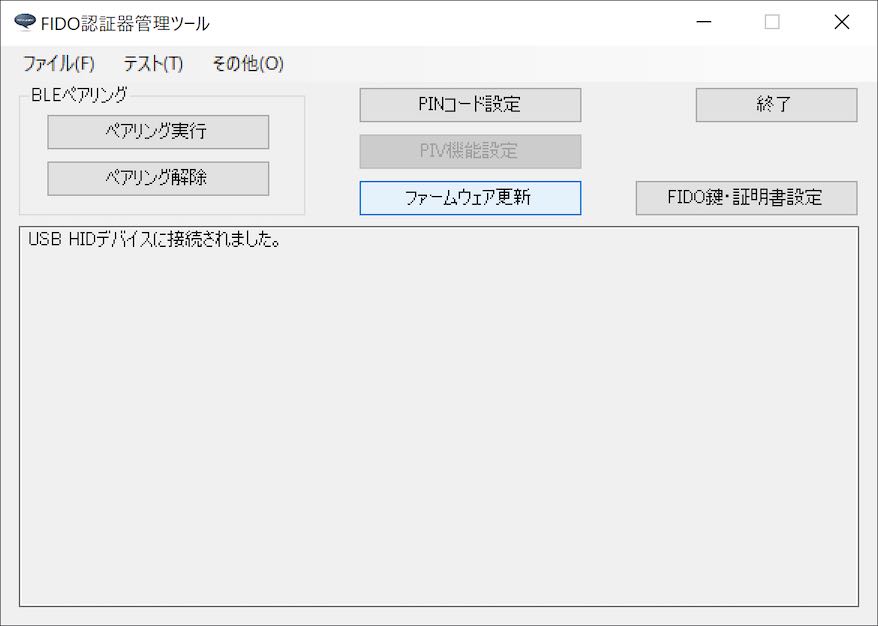 FIDO認証器管理ツール
ファイル(F) テスト(T) その他(O)
BLEペアリング
ペアリング実行
ペアリング解除
PINコード設定
PIV機能設定
ファームウェア更新
終了
FIDO鍵・証明書設定
USB HIDデバイスに接続されました。